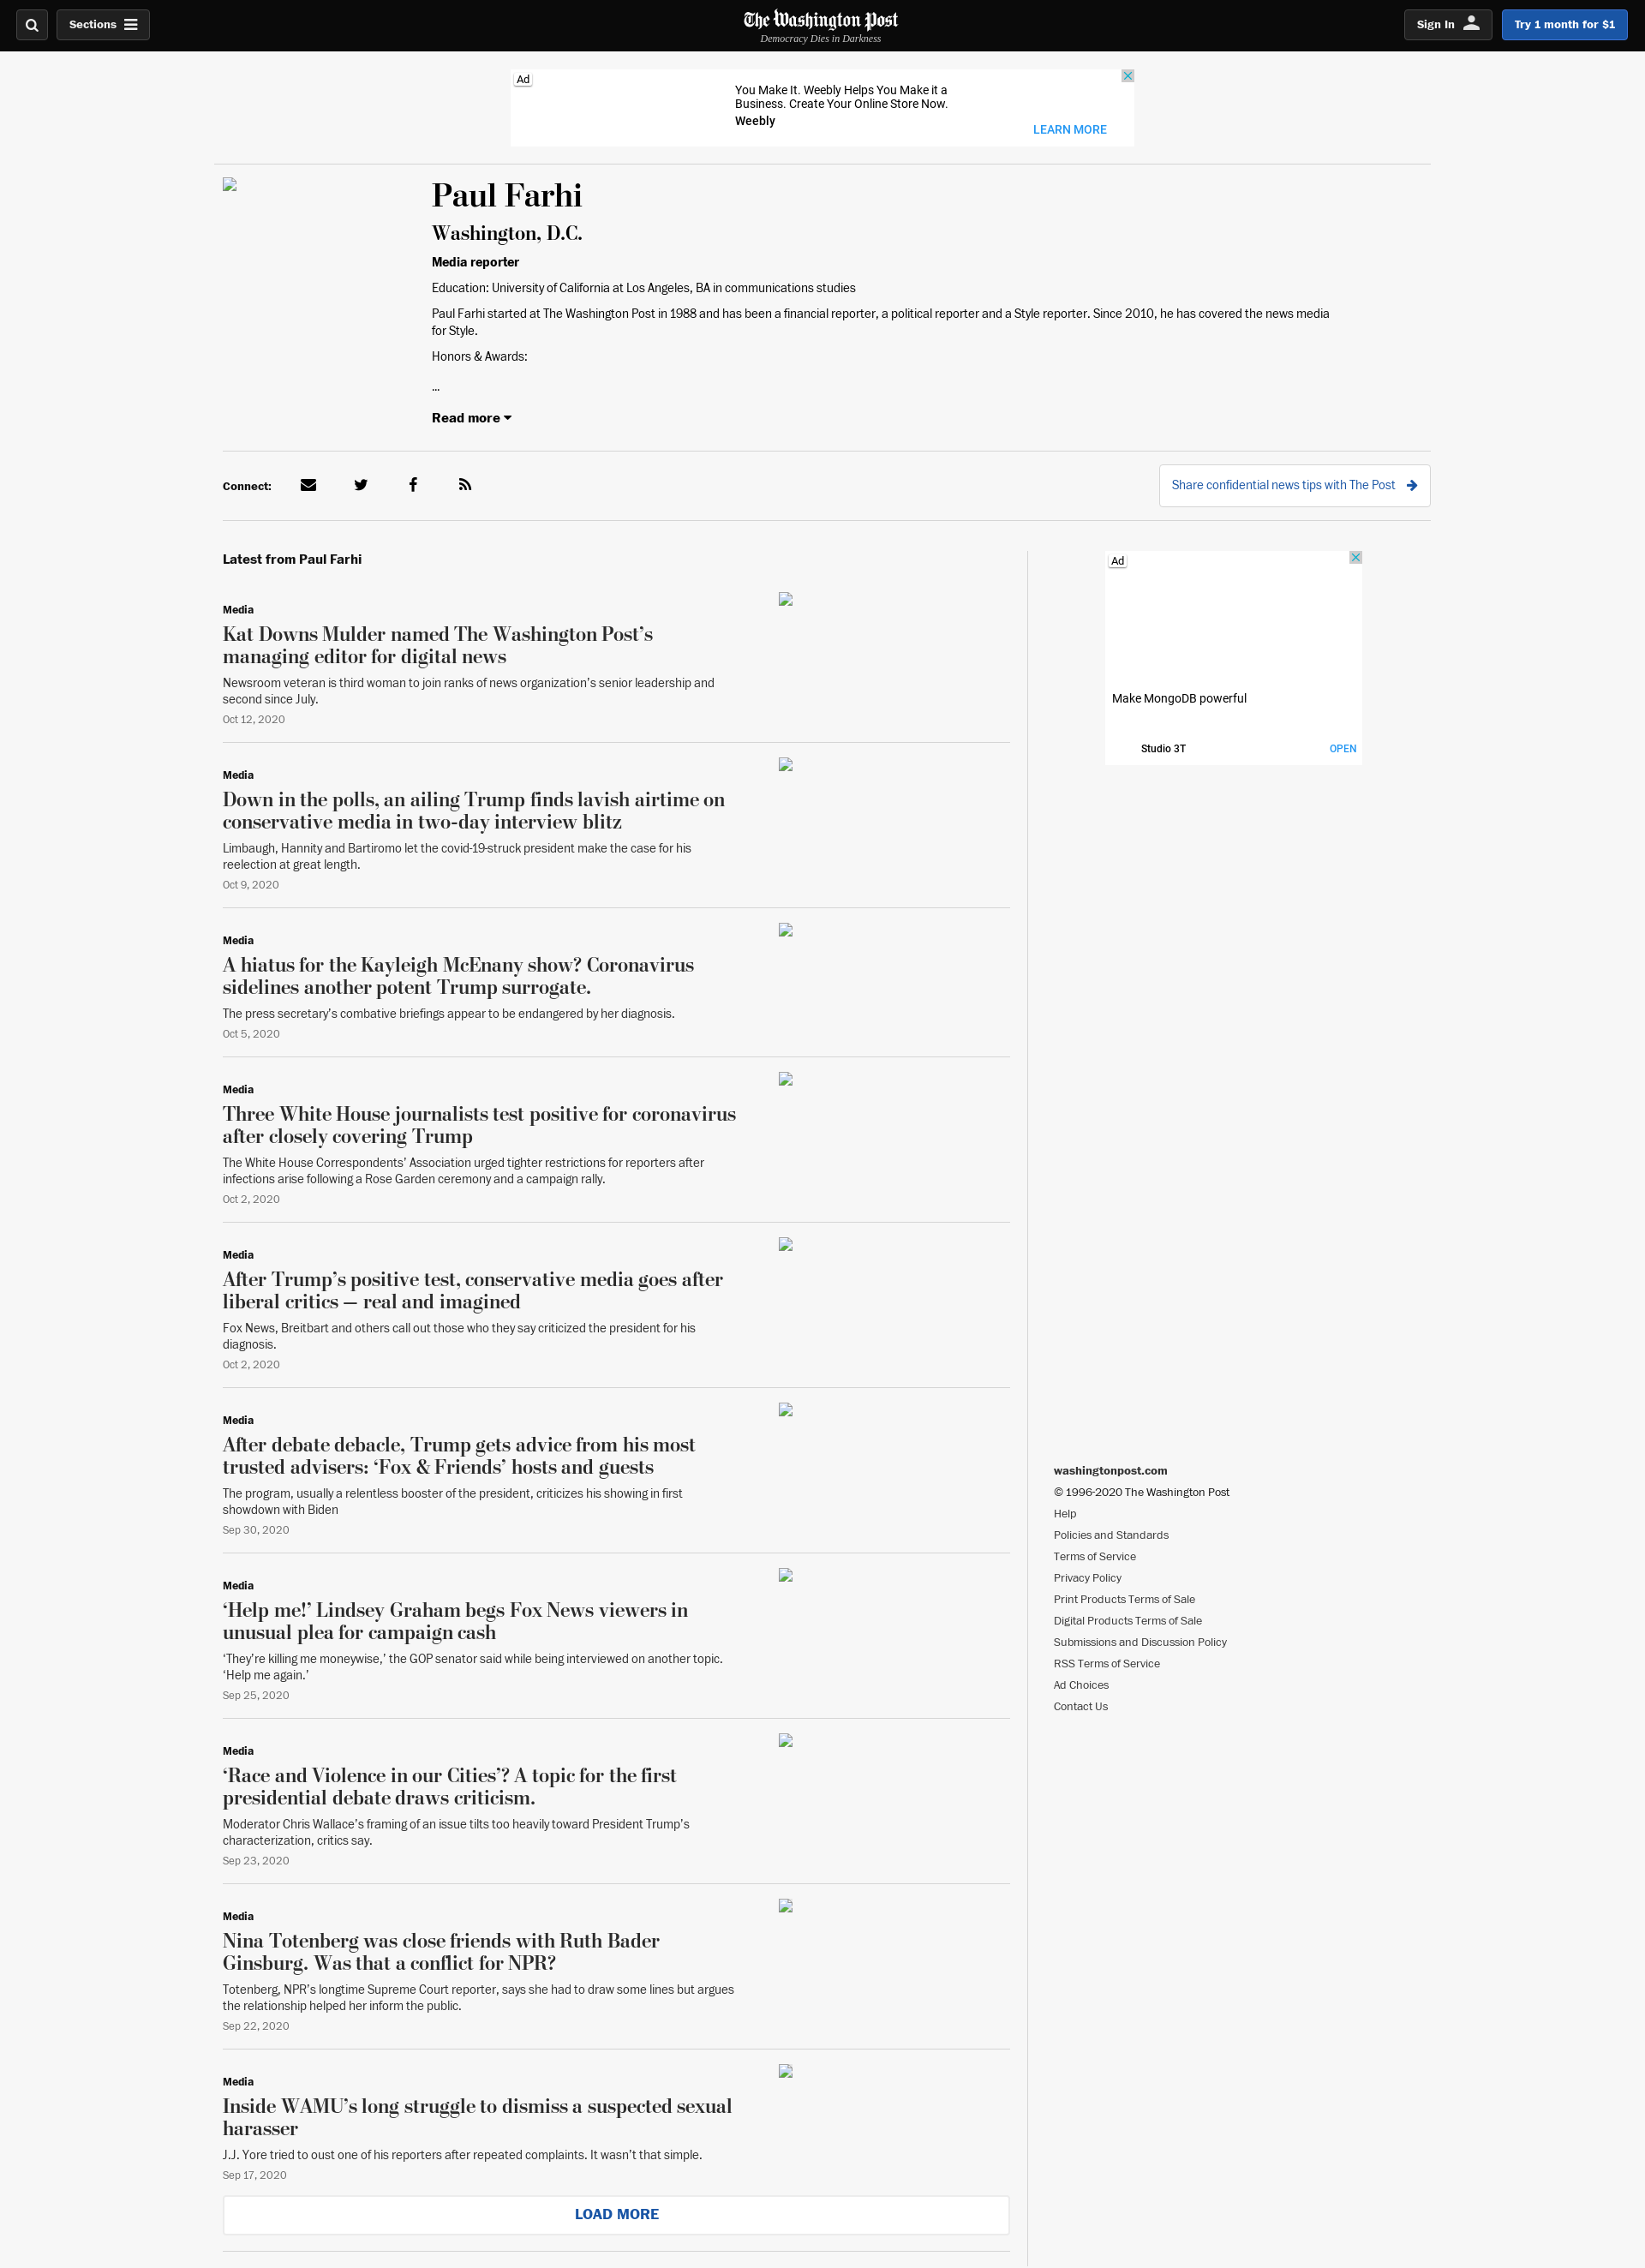 Sections
The Washington Post
Democracy Dies in Darkness
Sign In
Try 1 month for $1
Ad
You Make It. Weebly Helps You Make it a
Business. Create Your Online Store Now.
Weebly
LEARN MORE
Paul Farhi
Washington, D.C.
Media reporter
Education: University of California at Los Angeles, BA in communications studies
Paul Farhi started at The Washington Post in 1988 and has been a financial reporter, a political reporter and a Style reporter. Since 2010, he has covered the news media
for Style.
Honors & Awards:
...
Read more
Connect:
Share confidential news tips with The Post
Latest from Paul Farhi
Media
Kat Downs Mulder named The Washington Post’s
managing editor for digital news
Newsroom veteran is third woman to join ranks of news organization’s senior leadership and
second since July.
Oct 12, 2020
Media
Down in the polls, an ailing Trump finds lavish airtime on
conservative media in two-day interview blitz
Limbaugh, Hannity and Bartiromo let the covid-19-struck president make the case for his
reelection at great length.
Oct 9, 2020
Media
A hiatus for the Kayleigh McEnany show? Coronavirus
sidelines another potent Trump surrogate.
The press secretary’s combative briefings appear to be endangered by her diagnosis.
Oct 5, 2020
Media
Three White House journalists test positive for coronavirus
after closely covering Trump
The White House Correspondents’ Association urged tighter restrictions for reporters after
infections arise following a Rose Garden ceremony and a campaign rally.
Oct 2, 2020
Media
After Trump’s positive test, conservative media goes after
liberal critics — real and imagined
Fox News, Breitbart and others call out those who they say criticized the president for his
diagnosis.
Oct 2, 2020
Media
After debate debacle, Trump gets advice from his most
trusted advisers: ‘Fox & Friends’ hosts and guests
The program, usually a relentless booster of the president, criticizes his showing in first
showdown with Biden
Sep 30, 2020
Media
‘Help me!’ Lindsey Graham begs Fox News viewers in
unusual plea for campaign cash
‘They’re killing me moneywise,’ the GOP senator said while being interviewed on another topic.
‘Help me again.’
Sep 25, 2020
Media
‘Race and Violence in our Cities’? A topic for the first
presidential debate draws criticism.
Moderator Chris Wallace’s framing of an issue tilts too heavily toward President Trump’s
characterization, critics say.
Sep 23, 2020
Media
Nina Totenberg was close friends with Ruth Bader
Ginsburg. Was that a conflict for NPR?
Totenberg, NPR’s longtime Supreme Court reporter, says she had to draw some lines but argues
the relationship helped her inform the public.
Sep 22, 2020
Media
Inside WAMU’s long struggle to dismiss a suspected sexual
harasser
J.J. Yore tried to oust one of his reporters after repeated complaints. It wasn’t that simple.
Sep 17, 2020
LOAD MORE
Ad
Make MongoDB powerful
Studio 3T
OPEN
washingtonpost.com
© 1996-2020 The Washington Post
Help
Policies and Standards
Terms of Service
Privacy Policy
Print Products Terms of Sale
Digital Products Terms of Sale
Submissions and Discussion Policy
RSS Terms of Service
Ad Choices
Contact Us